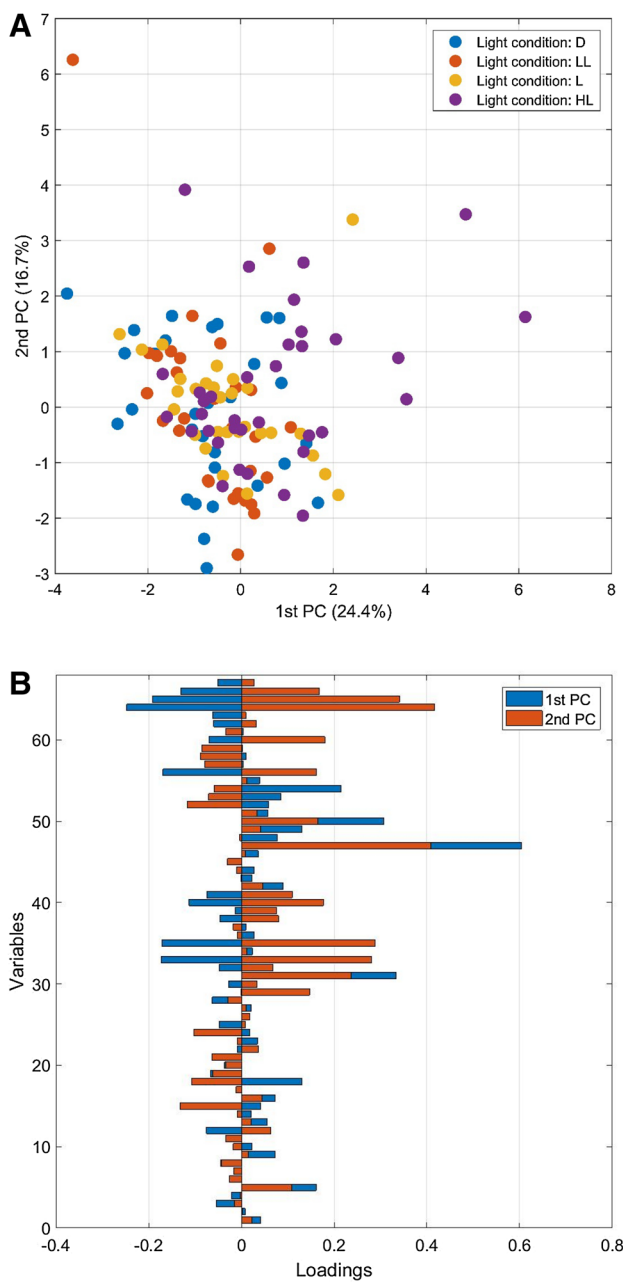 A
7
6
5
4
3
2
1
0
-1
-2
-3
2nd PC (16.7%)
Light condition: D
Light condition: LL
Light condition: L
Light condition: HL
-4 -2 0 2 4 6 8
1st PC (24.4%)
B
60
50
40
30
20
10
0
Variables
1st PC
2nd PC
-0.4 -0.2 0 0.2 0.4 0.6 0.8
Loadings